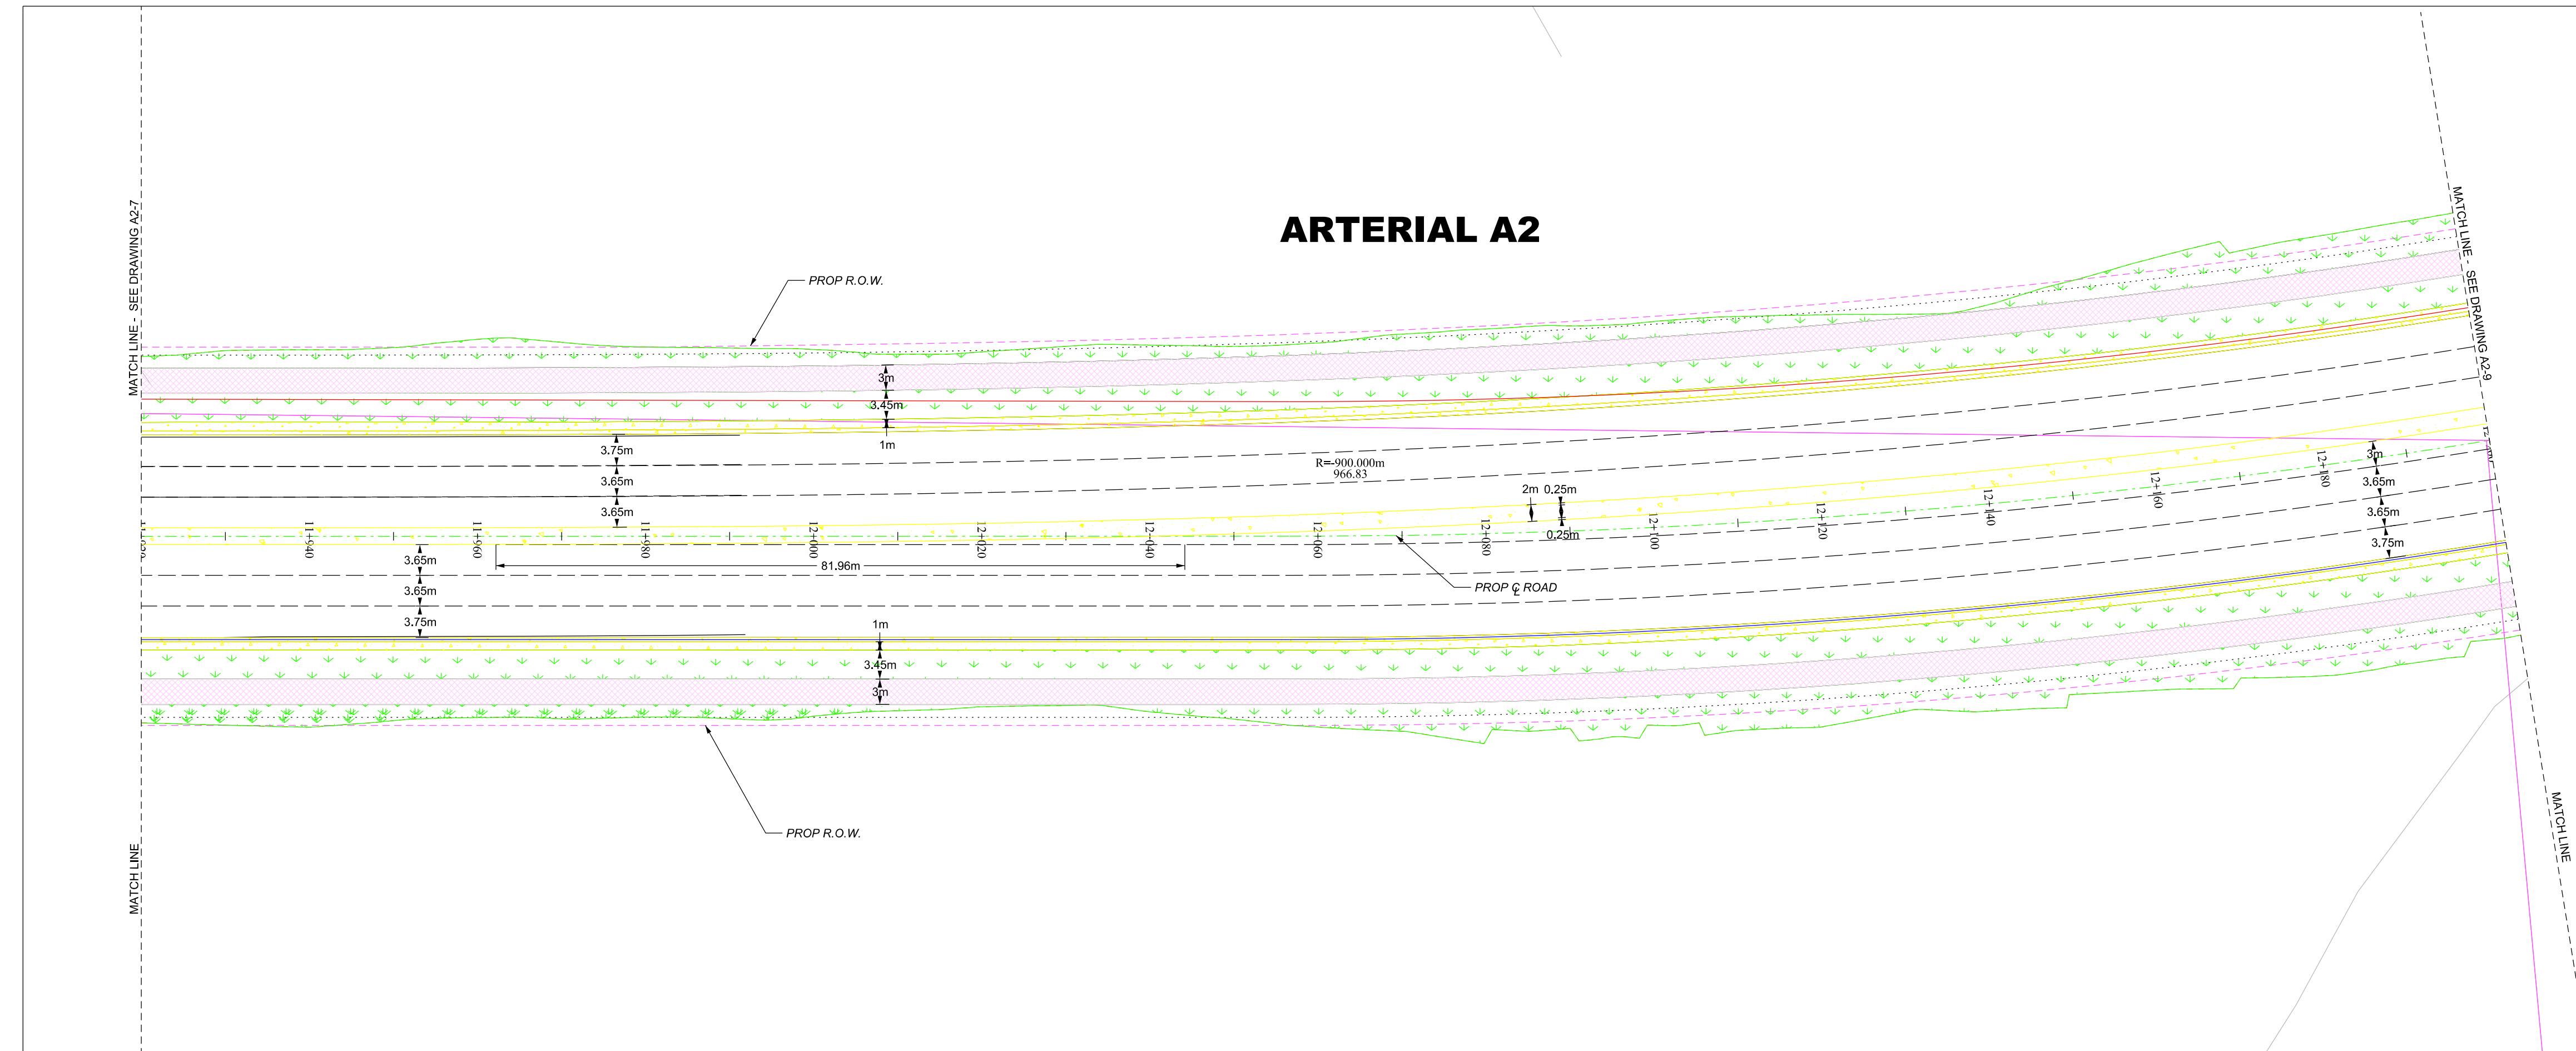 ARTERIAL A2
MATCH LINE - SEE DRAWING A2-7
MATCH LINE
MATCH LINE - SEE DRAWING A2-9
MATCH LINE
PROP R.O.W.
3m
3.45m
1m
3.75m
3.65m
3.65m
R=-900.000m
966.83
2m
0.25m
0.25m
3m
3.65m
3.65m
3.75m
11+940
11+960
11+980
12+000
12+020
12+040
12+060
12+080
12+100
12+120
12+140
12+160
12+180
3.65m
3.65m
3.75m
81.96m
PROP ℄ ROAD
1m
3.45m
3m
PROP R.O.W.